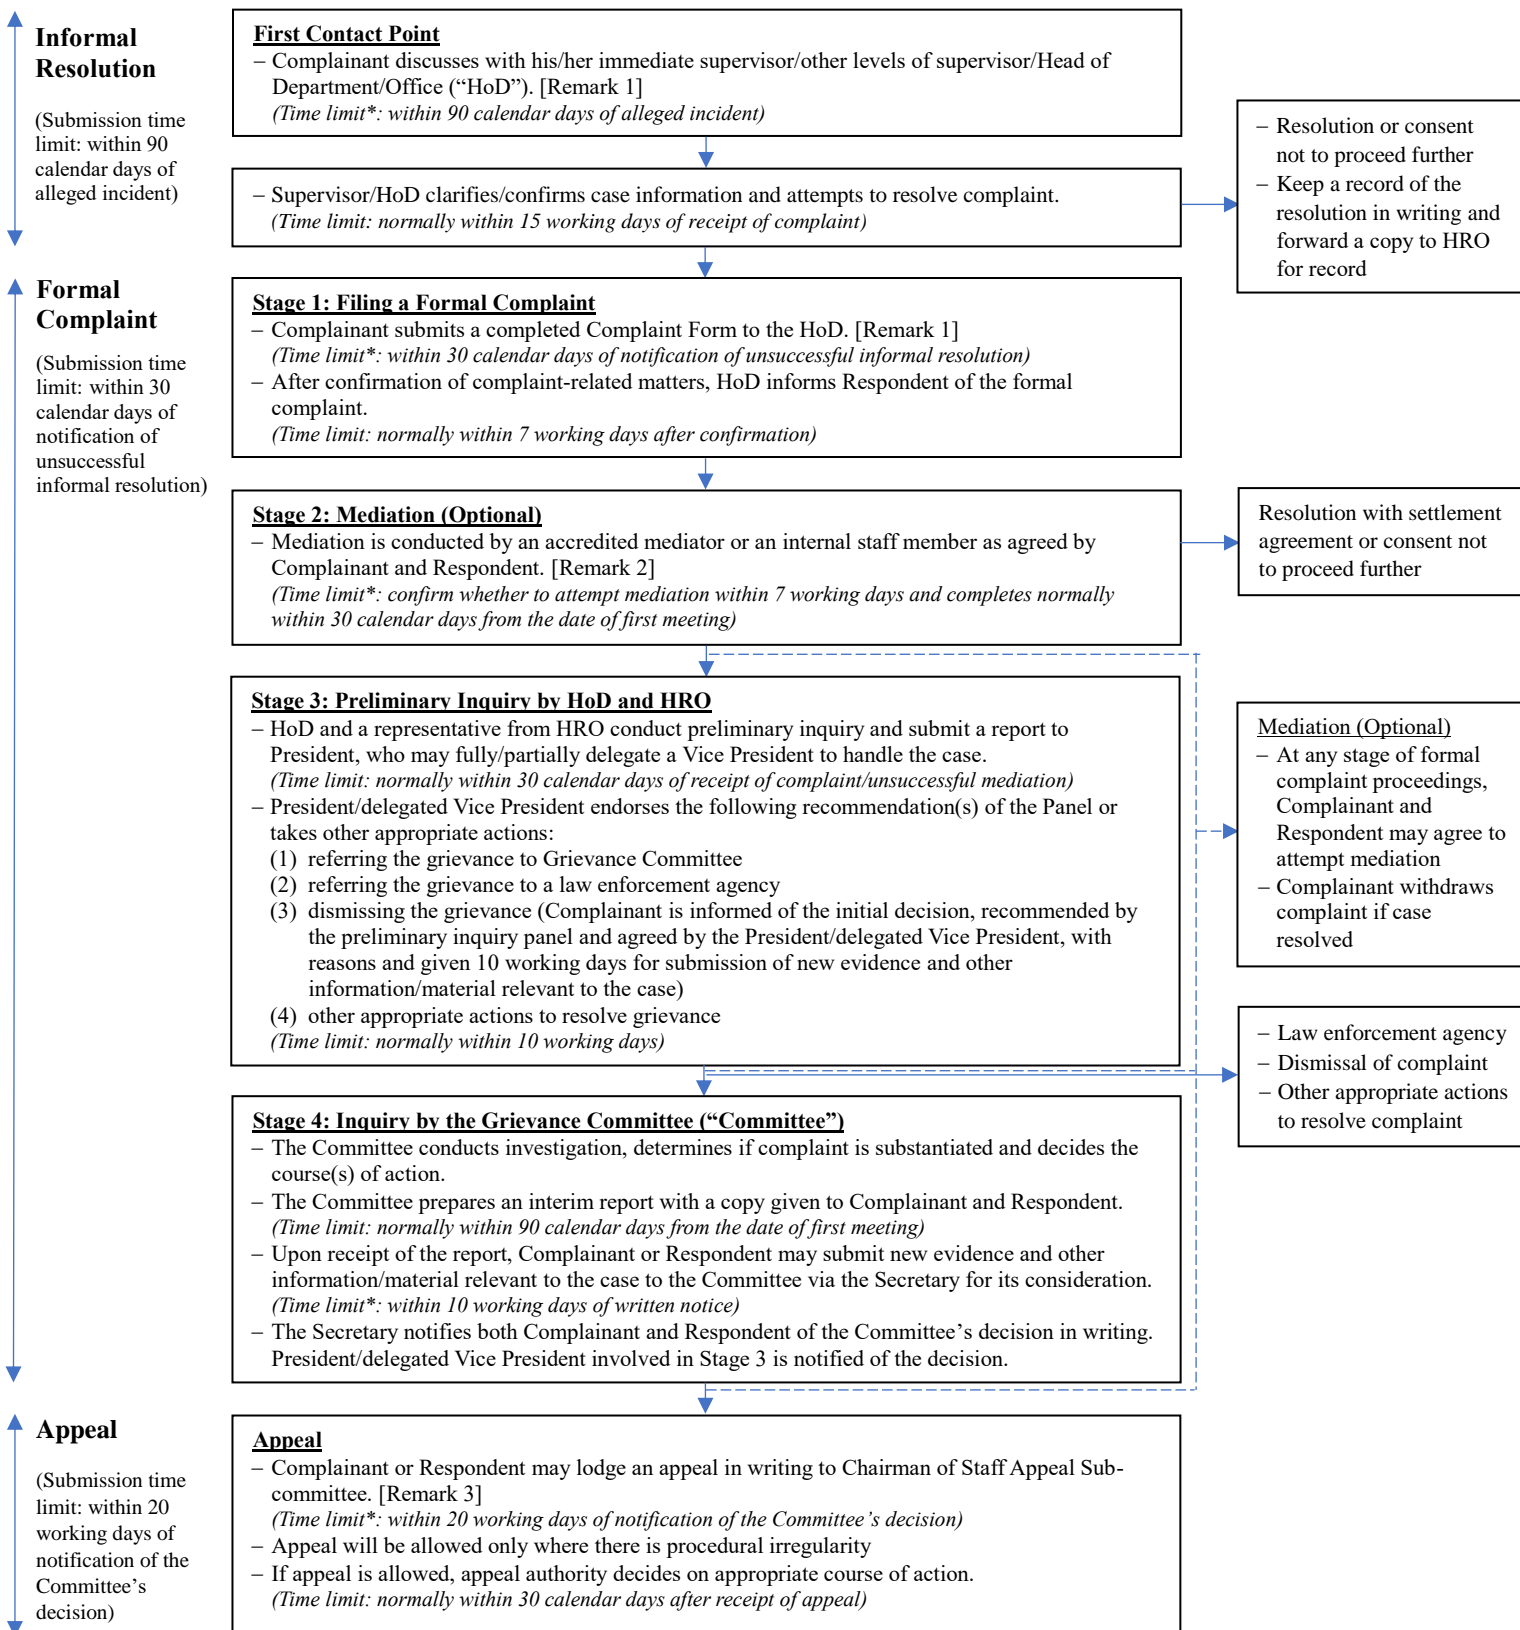 Informal
Resolution
(Submission time
limit: within 90
calendar days of
alleged incident)
First Contact Point
– Complainant discusses with his/her immediate supervisor/other levels of supervisor/Head of
Department/Office (“HoD”). [Remark 1]
(Time limit*: within 90 calendar days of alleged incident)
– Supervisor/HoD clarifies/confirms case information and attempts to resolve complaint.
(Time limit: normally within 15 working days of receipt of complaint)
– Resolution or consent
not to proceed further
– Keep a record of the
resolution in writing and
forward a copy to HRO
for record
Formal
Complaint
(Submission time
limit: within 30
calendar days of
notification of
unsuccessful
informal resolution)
Stage 1: Filing a Formal Complaint
– Complainant submits a completed Complaint Form to the HoD. [Remark 1]
(Time limit*: within 30 calendar days of notification of unsuccessful informal resolution)
– After confirmation of complaint-related matters, HoD informs Respondent of the formal
complaint.
(Time limit: normally within 7 working days after confirmation)
Stage 2: Mediation (Optional)
– Mediation is conducted by an accredited mediator or an internal staff member as agreed by
Complainant and Respondent. [Remark 2]
(Time limit*: confirm whether to attempt mediation within 7 working days and completes normally
within 30 calendar days from the date of first meeting)
Resolution with settlement
agreement or consent not
to proceed further
Stage 3: Preliminary Inquiry by HoD and HRO
– HoD and a representative from HRO conduct preliminary inquiry and submit a report to
President, who may fully/partially delegate a Vice President to handle the case.
(Time limit: normally within 30 calendar days of receipt of complaint/unsuccessful mediation)
– President/delegated Vice President endorses the following recommendation(s) of the Panel or
takes other appropriate actions:
(1) referring the grievance to Grievance Committee
(2) referring the grievance to a law enforcement agency
(3) dismissing the grievance (Complainant is informed of the initial decision, recommended by
the preliminary inquiry panel and agreed by the President/delegated Vice President, with
reasons and given 10 working days for submission of new evidence and other
information/material relevant to the case)
(4) other appropriate actions to resolve grievance
(Time limit: normally within 10 working days)
Mediation (Optional)
– At any stage of formal
complaint proceedings,
Complainant and
Respondent may agree to
attempt mediation
– Complainant withdraws
complaint if case
resolved
– Law enforcement agency
– Dismissal of complaint
– Other appropriate actions
to resolve complaint
Stage 4: Inquiry by the Grievance Committee (“Committee”)
– The Committee conducts investigation, determines if complaint is substantiated and decides the
course(s) of action.
– The Committee prepares an interim report with a copy given to Complainant and Respondent.
(Time limit: normally within 90 calendar days from the date of first meeting)
– Upon receipt of the report, Complainant or Respondent may submit new evidence and other
information/material relevant to the case to the Committee via the Secretary for its consideration.
(Time limit*: within 10 working days of written notice)
– The Secretary notifies both Complainant and Respondent of the Committee’s decision in writing.
President/delegated Vice President involved in Stage 3 is notified of the decision.
Appeal
(Submission time
limit: within 20
working days of
notification of the
Committee’s
decision)
Appeal
– Complainant or Respondent may lodge an appeal in writing to Chairman of Staff Appeal Sub-
committee. [Remark 3]
(Time limit*: within 20 working days of notification of the Committee’s decision)
– Appeal will be allowed only where there is procedural irregularity
– If appeal is allowed, appeal authority decides on appropriate course of action.
(Time limit: normally within 30 calendar days after receipt of appeal)